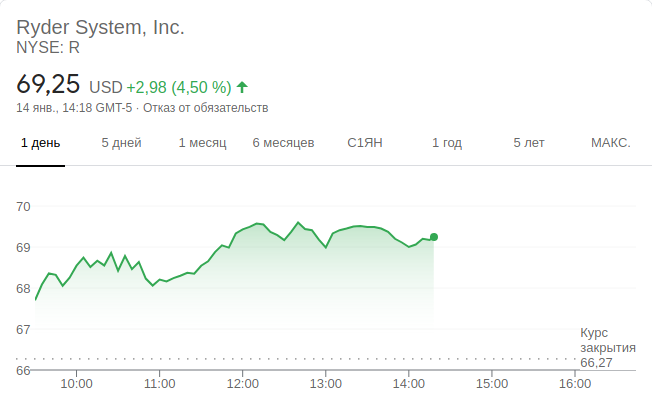 Ryder System, Inc.
NYSE: R
69,25 USD +2,98 (4,50 %)
14 янв., 14:18 GMT-5 · Отказ от обязательств
1 день 5 дней 1 месяц 6 месяцев С1ЯН 1 год 5 лет МАКС.
70
69
68
67
66
Курс
закрытия
66,27
10:00 11:00 12:00 13:00 14:00 15:00 16:00